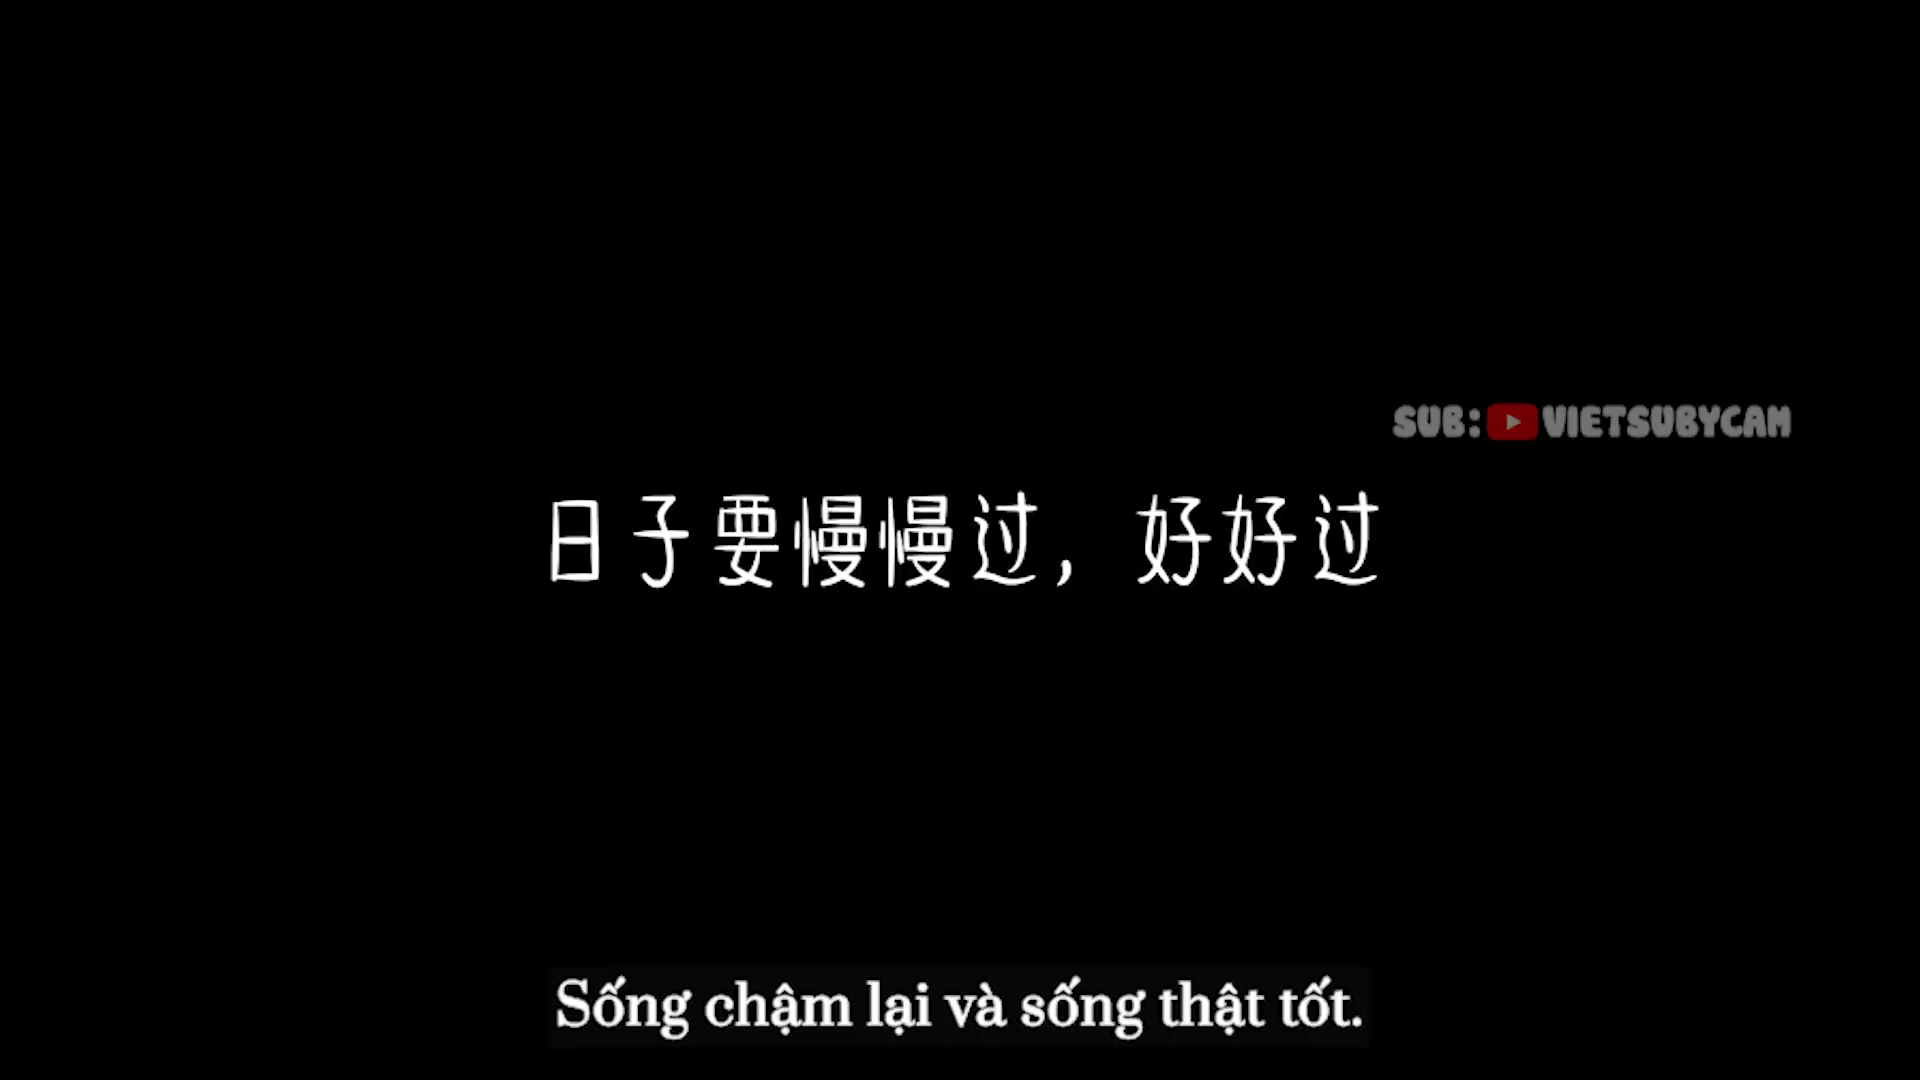 SUB: VIETSUBYCAM
日子要慢慢过，好好过
Sống chậm lại và sống thật tốt.